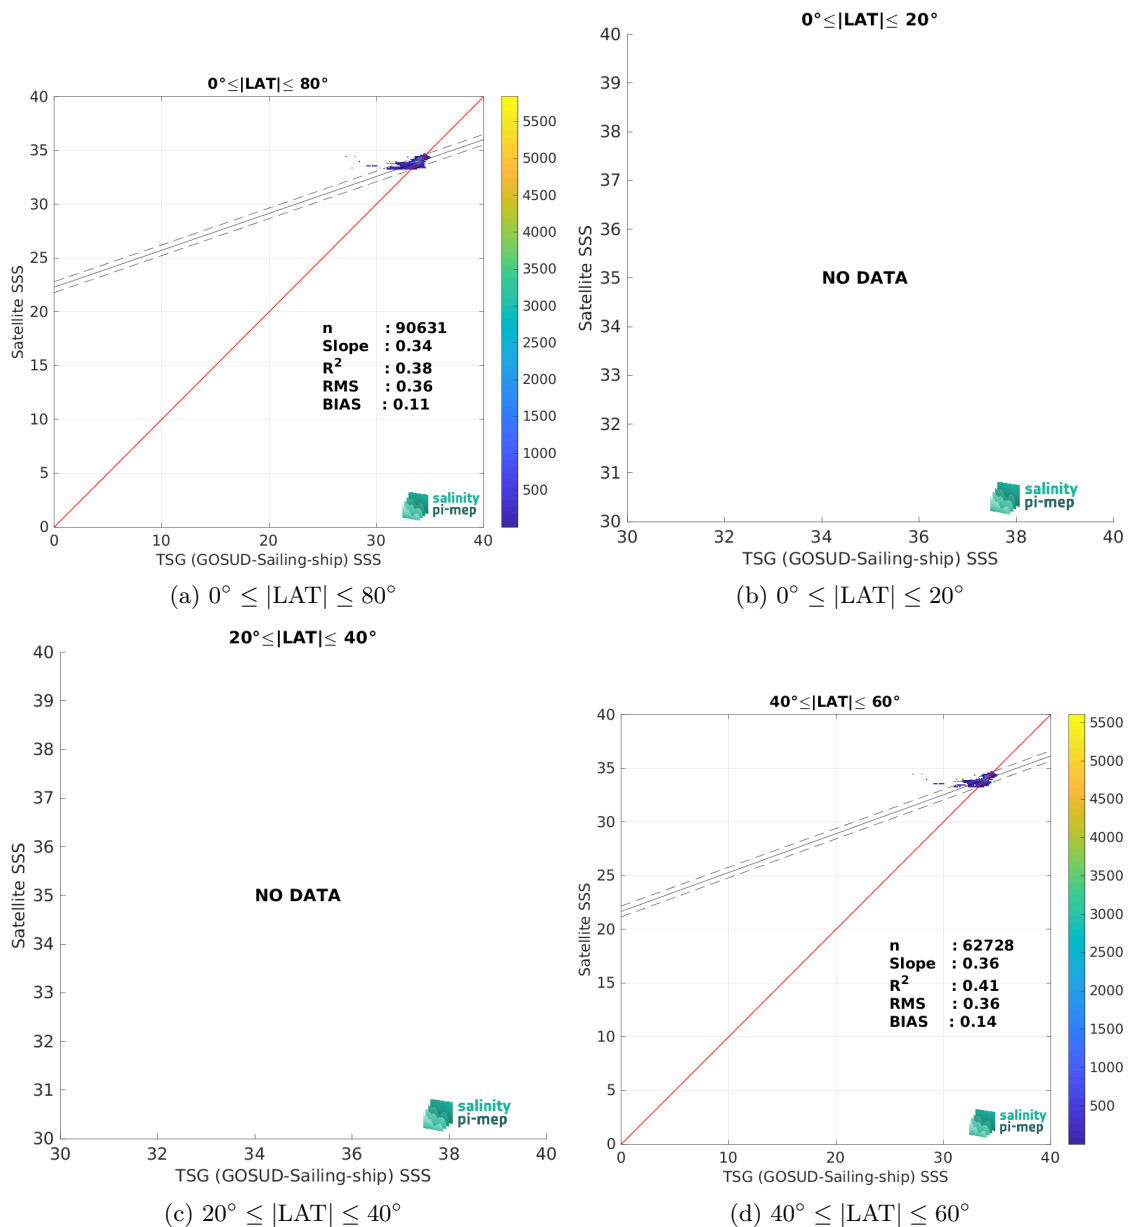 0°≤|LAT|≤ 80°
40
35
30
25
20
15
10
5
0
Satellite SSS
n : 90631
Slope : 0.34
R² : 0.38
RMS : 0.36
BIAS : 0.11
salinity
pi-mep
0 10 20 30 40
TSG (GOSUD-Sailing-ship) SSS
5500
5000
4500
4000
3500
3000
2500
2000
1500
1000
500
(a) 0° ≤ |LAT| ≤ 80°
0°≤|LAT|≤ 20°
40
39
38
37
36
35
34
33
32
31
30
Satellite SSS
NO DATA
salinity
pi-mep
30 32 34 36 38 40
TSG (GOSUD-Sailing-ship) SSS
(b) 0° ≤ |LAT| ≤ 20°
20°≤|LAT|≤ 40°
40
39
38
37
36
35
34
33
32
31
30
Satellite SSS
NO DATA
salinity
pi-mep
30 32 34 36 38 40
TSG (GOSUD-Sailing-ship) SSS
(c) 20° ≤ |LAT| ≤ 40°
40°≤|LAT|≤ 60°
40
35
30
25
20
15
10
5
0
Satellite SSS
n : 62728
Slope : 0.36
R² : 0.41
RMS : 0.36
BIAS : 0.14
salinity
pi-mep
0 10 20 30 40
TSG (GOSUD-Sailing-ship) SSS
5500
5000
4500
4000
3500
3000
2500
2000
1500
1000
500
(d) 40° ≤ |LAT| ≤ 60°